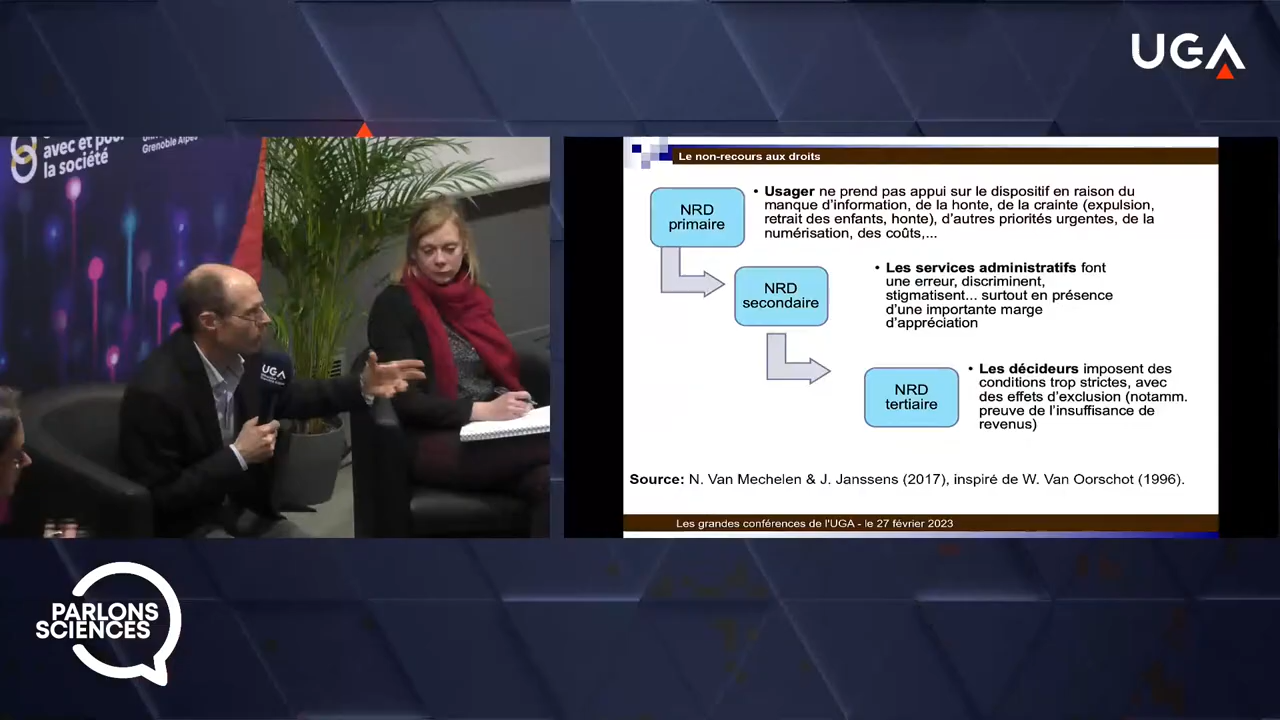 UGA
avec et pour
la société
Grenoble Alpes
UGA
Le non-recours aux droits
NRD
primaire
• Usager ne prend pas appui sur le dispositif en raison du
manque d'information, de la honte, de la crainte (expulsion,
retrait des enfants, honte), d'autres priorités urgentes, de la
numérisation, des coûts,...
NRD
secondaire
• Les services administratifs font
une erreur, discriminent,
stigmatisent... surtout en présence
d'une importante marge
d'appréciation
NRD
tertiaire
• Les décideurs imposent des
conditions trop strictes, avec
des effets d'exclusion (notamm.
preuve de l'insuffisance de
revenus)
Source: N. Van Mechelen & J. Janssens (2017), inspiré de W. Van Oorschot (1996).
Les grandes conférences de l'UGA - le 27 février 2023
PARLONS
SCIENCES